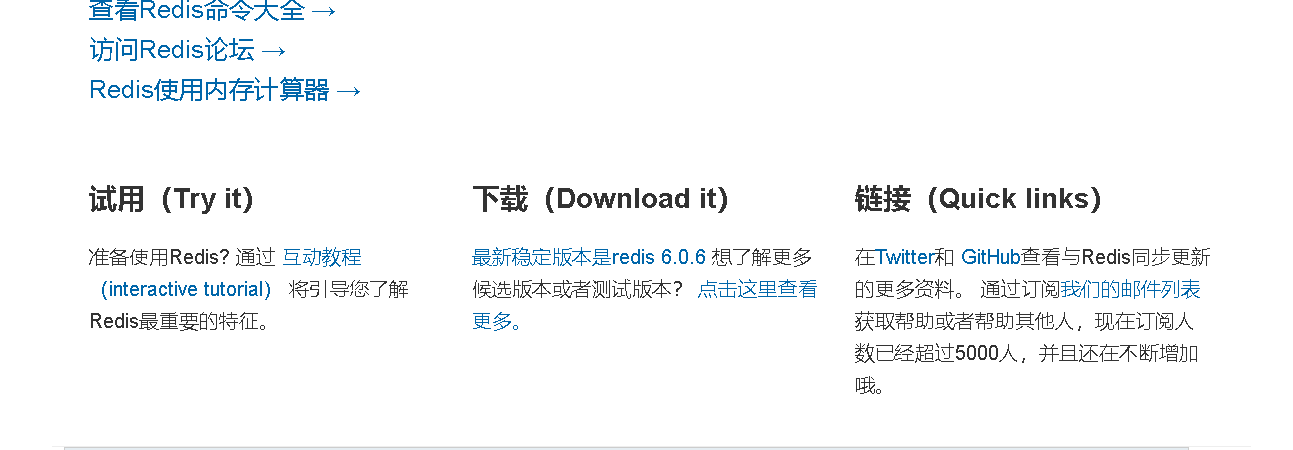 查看Redis命令大全 →
访问Redis论坛 →
Redis使用内存计算器 →
试用（Try it）
准备使用Redis? 通过 互动教程
（interactive tutorial） 将引导您了解
Redis最重要的特征。
下载（Download it）
最新稳定版本是redis 6.0.6 想了解更多
候选版本或者测试版本？ 点击这里查看
更多。
链接（Quick links）
在Twitter和 GitHub查看与Redis同步更新
的更多资料。 通过订阅我们的邮件列表
获取帮助或者帮助其他人，现在订阅人
数已经超过5000人，并且还在不断增加
哦。